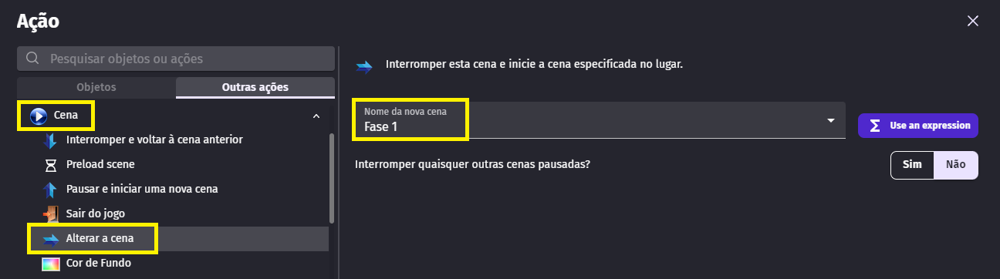 Ação
Pesquisar objetos ou ações
Objetos
Outras ações
Cena
Interromper e voltar à cena anterior
Preload scene
Pausar e iniciar uma nova cena
Sair do jogo
Alterar a cena
Cor de Fundo
Interromper esta cena e inicie a cena especificada no lugar.
Nome da nova cena
Fase 1
Use an expression
Interromper quaisquer outras cenas pausadas?
Sim
Não